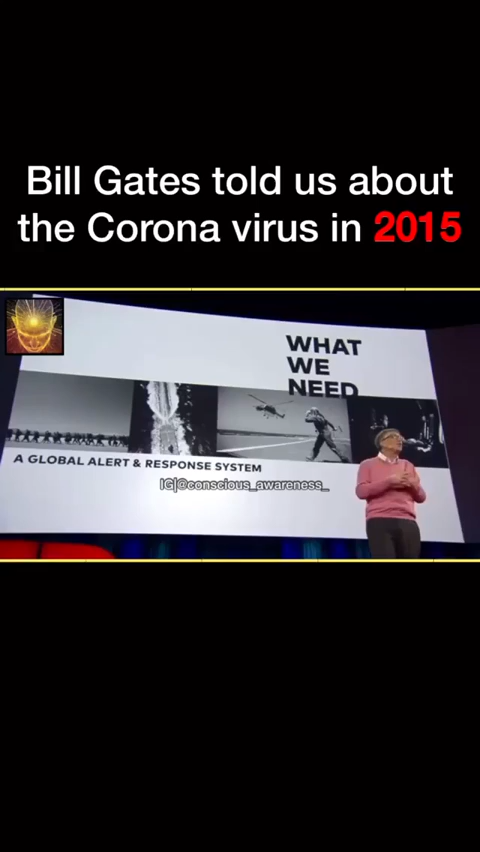 Bill Gates told us about
the Corona virus in 2015
WHAT
WE
NEED
A GLOBAL ALERT & RESPONSE SYSTEM
IG|@conscious_awareness_